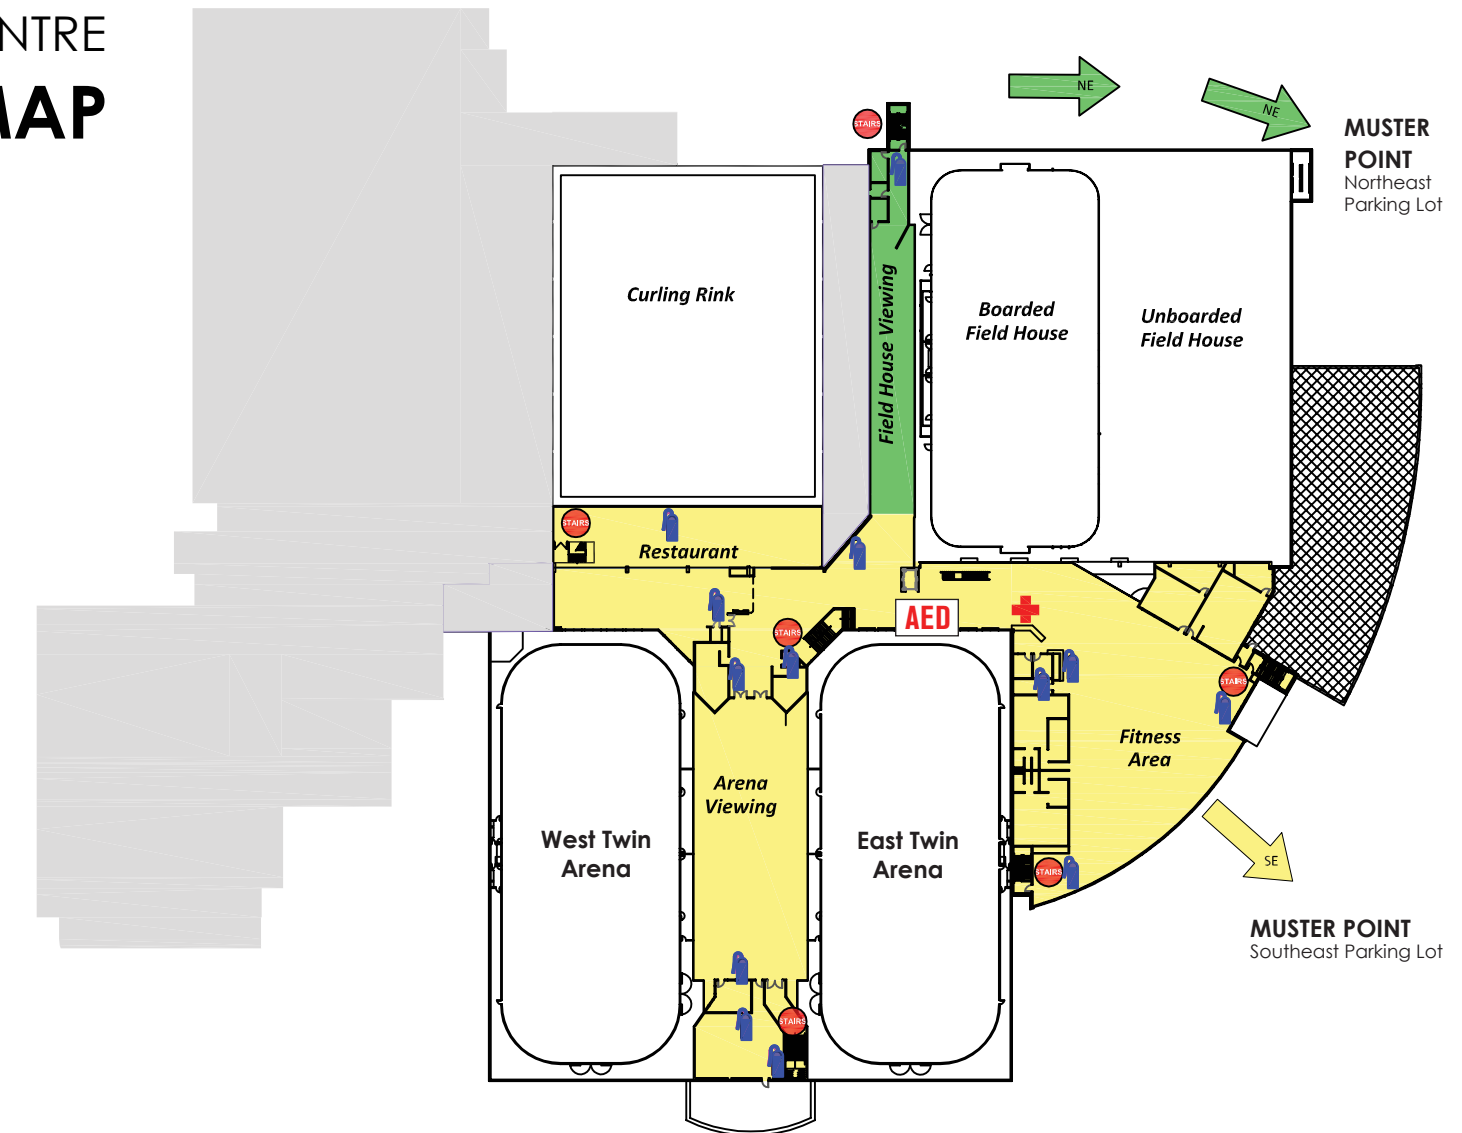 NTRE
MAP
NE
NE
STAIRS
MUSTER
POINT
Northeast
Parking Lot
Curling Rink
Field House Viewing
Boarded
Field House
Unboarded
Field House
STAIRS
Restaurant
AED
STAIRS
STAIRS
Fitness
Area
Arena
Viewing
West Twin
Arena
East Twin
Arena
SE
STAIRS
MUSTER POINT
Southeast Parking Lot
STAIRS